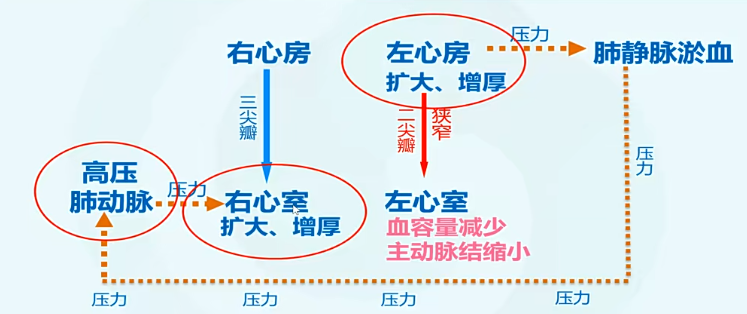 压力
右心房
左心房
扩大、增厚
肺静脉淤血
三尖瓣
二尖瓣
狭窄
压力
高压
肺动脉
压力
右心室
扩大、增厚
左心室
血容量减少
主动脉结缩小
压力
压力
压力
压力